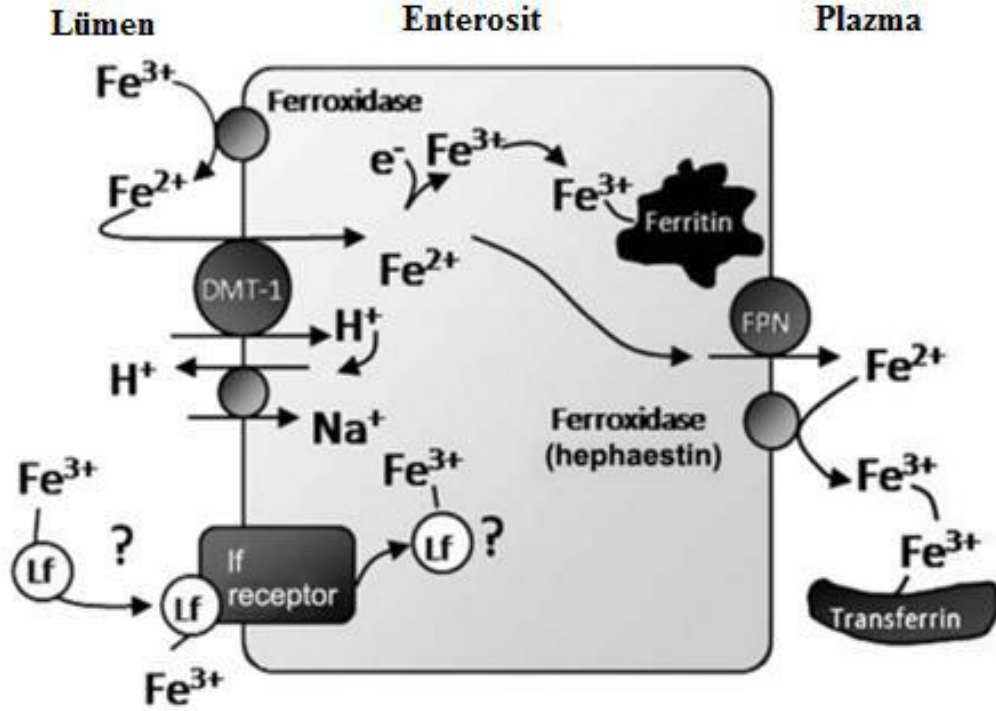 Lümen
Enterosit
Plazma
Fe³⁺
Ferroxidase
Fe²⁺
e⁻
Fe³⁺
Fe³⁺
Ferritin
DMT-1
Fe²⁺
H⁺
H⁺
Na⁺
FPN
Fe²⁺
Ferroxidase
(hephaestin)
Fe³⁺
Fe³⁺
Transferrin
Fe³⁺
Lf
?
Lf
Fe³⁺
If
receptor
Fe³⁺
Lf
?